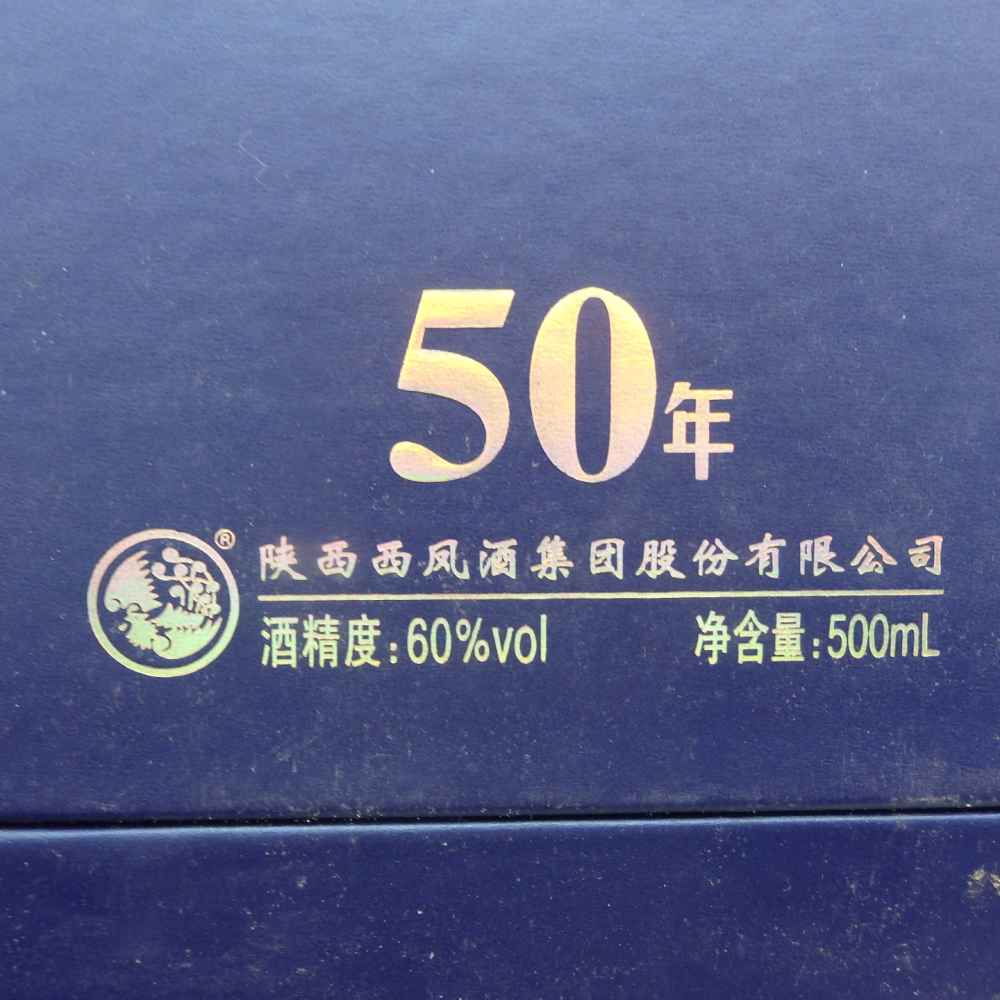 50年
®
陕西西凤酒集团股份有限公司
酒精度:60%vol
净含量:500mL